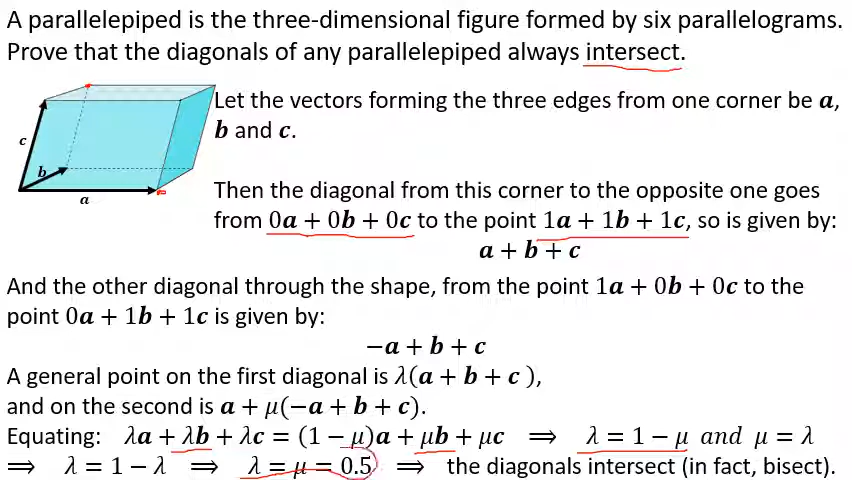 A parallelepiped is the three-dimensional figure formed by six parallelograms.
Prove that the diagonals of any parallelepiped always intersect.
Let the vectors forming the three edges from one corner be a,
b and c.
c
b
a
Then the diagonal from this corner to the opposite one goes
from 0a + 0b + 0c to the point 1a + 1b + 1c, so is given by:
a + b + c
And the other diagonal through the shape, from the point 1a + 0b + 0c to the
point 0a + 1b + 1c is given by:
−a + b + c
A general point on the first diagonal is λ(a + b + c ),
and on the second is a + μ(−a + b + c).
Equating: λa + λb + λc = (1 − μ)a + μb + μc ⟹ λ = 1 − μ and μ = λ
⟹ λ = 1 − λ ⟹ λ = μ = 0.5 ⟹ the diagonals intersect (in fact, bisect).